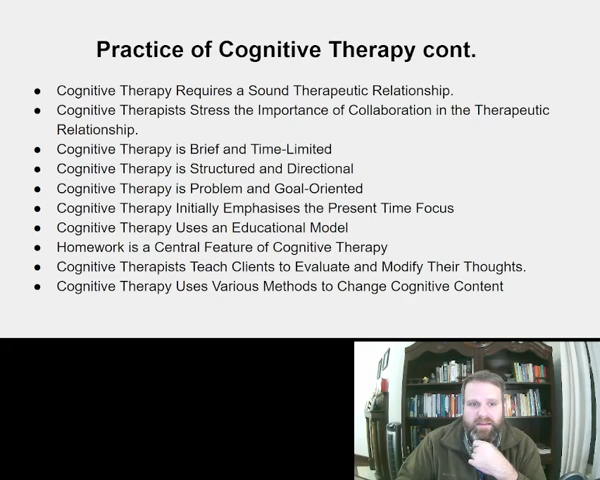 Practice of Cognitive Therapy cont.
● Cognitive Therapy Requires a Sound Therapeutic Relationship.
● Cognitive Therapists Stress the Importance of Collaboration in the Therapeutic
Relationship.
● Cognitive Therapy is Brief and Time-Limited
● Cognitive Therapy is Structured and Directional
● Cognitive Therapy is Problem and Goal-Oriented
● Cognitive Therapy Initially Emphasises the Present Time Focus
● Cognitive Therapy Uses an Educational Model
● Homework is a Central Feature of Cognitive Therapy
● Cognitive Therapists Teach Clients to Evaluate and Modify Their Thoughts.
● Cognitive Therapy Uses Various Methods to Change Cognitive Content